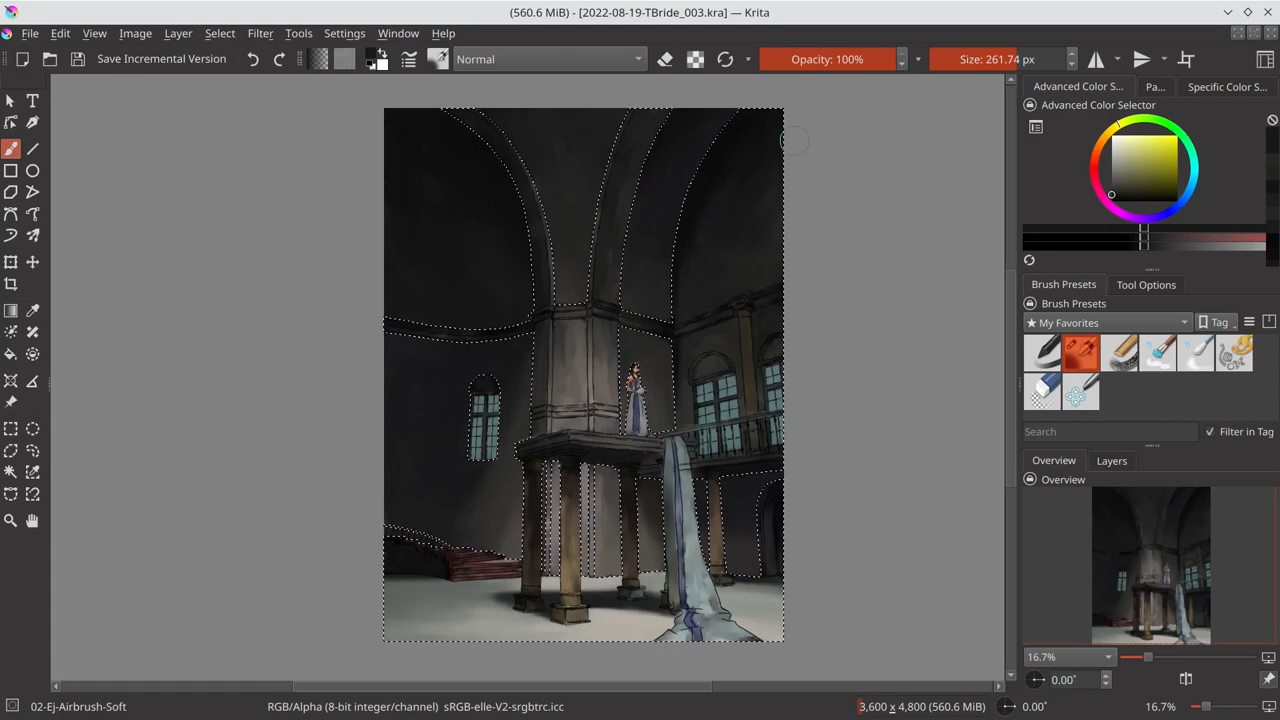 (560.6 MiB) - [2022-08-19-TBride_003.kra] — Krita
File Edit View Image Layer Select Filter Tools Settings Window Help
Save Incremental Version Normal Opacity: 100% Size: 261.74 px
Advanced Color S... Pa... Specific Color S...
Advanced Color Selector
Brush Presets Tool Options
Brush Presets
★ My Favorites Tag
Search Filter in Tag
Overview Layers
Overview
16.7%
0.00°
02-Ej-Airbrush-Soft RGB/Alpha (8-bit integer/channel) sRGB-elle-V2-srgbtrc.icc 3,600 x 4,800 (560.6 MiB) 0.00° 16.7%